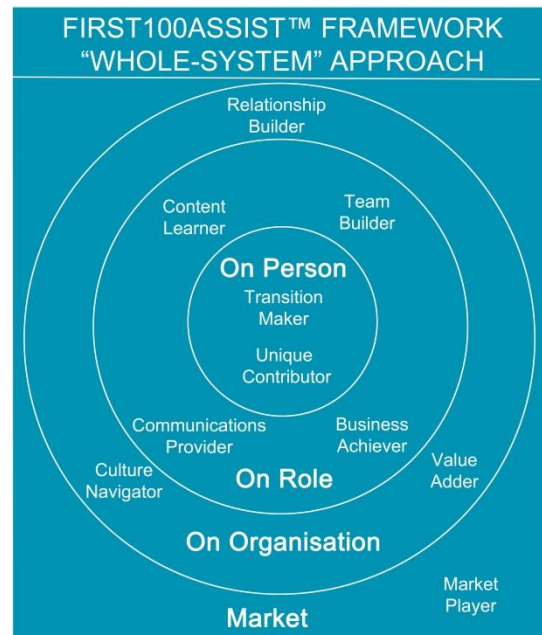 FIRST100ASSIST™ FRAMEWORK
“WHOLE-SYSTEM” APPROACH
Relationship
Builder
Content
Learner
Team
Builder
On Person
Transition
Maker
Unique
Contributor
Communications
Provider
Business
Achiever
Culture
Navigator
On Role
Value
Adder
On Organisation
Market
Player
Market